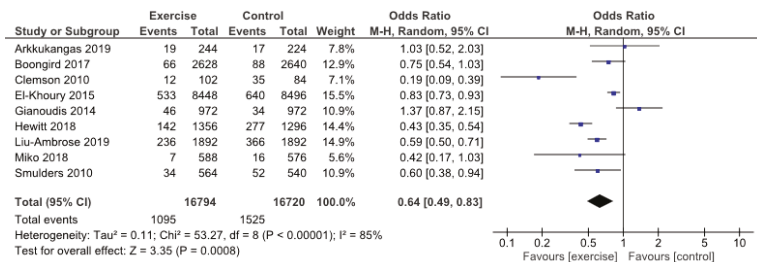 Exercise Control Odds Ratio Odds Ratio
Study or Subgroup Events Total Events Total Weight M-H, Random, 95% CI M-H, Random, 95% CI
Arkkukangas 2019 19 244 17 224 7.8% 1.03 [0.52, 2.03]
Boongird 2017 66 2628 88 2640 12.9% 0.75 [0.54, 1.03]
Clemson 2010 12 102 35 84 7.1% 0.19 [0.09, 0.39]
El-Khoury 2015 533 8448 640 8496 16.6% 0.83 [0.73, 0.93]
Gianoudis 2014 46 972 34 972 10.9% 1.37 [0.87, 2.15]
Hewitt 2018 142 1356 277 1296 14.4% 0.43 [0.35, 0.54]
Liu-Ambrose 2019 236 1892 366 1892 14.9% 0.59 [0.50, 0.71]
Miko 2018 7 588 16 576 5.6% 0.42 [0.17, 1.03]
Smulders 2010 34 564 52 540 10.9% 0.60 [0.38, 0.94]
Total (95% CI) 16794 16720 100.0% 0.64 [0.49, 0.83]
Total events 1095 1525
Heterogeneity: Tau² = 0.11; Chi² = 53.27, df = 8 (P < 0.00001); I² = 85%
Test for overall effect: Z = 3.35 (P = 0.0008)
0.1 0.2 0.5 1 2 5 10
Favours [exercise] Favours [control]